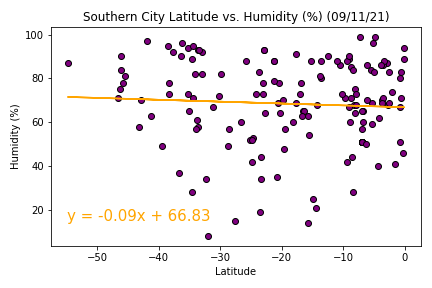 Southern City Latitude vs. Humidity (%) (09/11/21)
100
80
60
40
20
Humidity (%)
y = -0.09x + 66.83
−50
−40
−30
−20
−10
0
Latitude